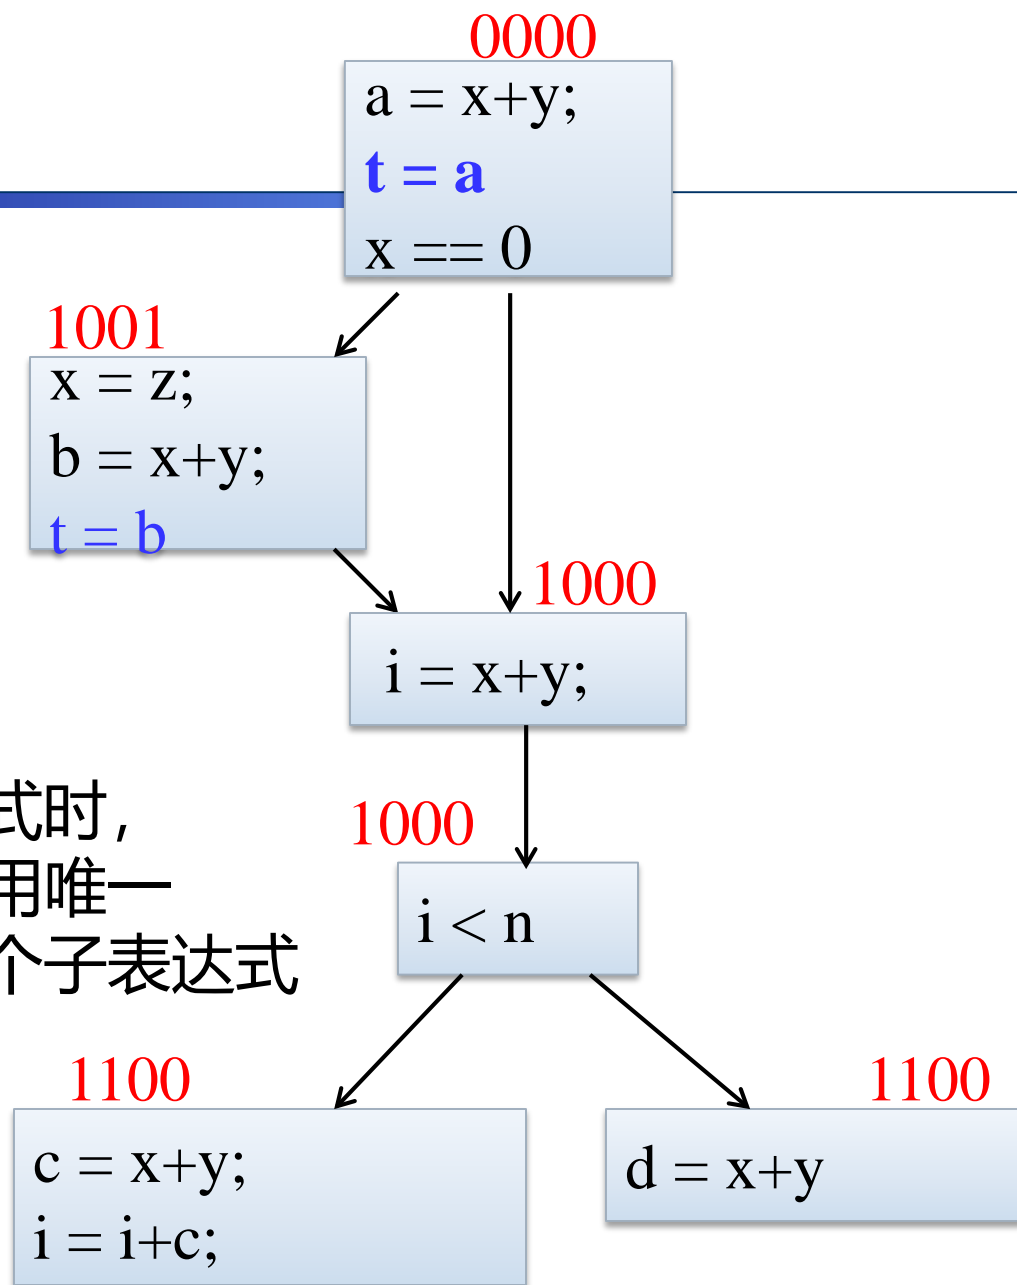 0000
a = x+y;
t = a
x == 0
1001
x = z;
b = x+y;
t = b
1000
i = x+y;
式时，
用唯一
个子表达式
1000
i < n
1100
c = x+y;
i = i+c;
1100
d = x+y